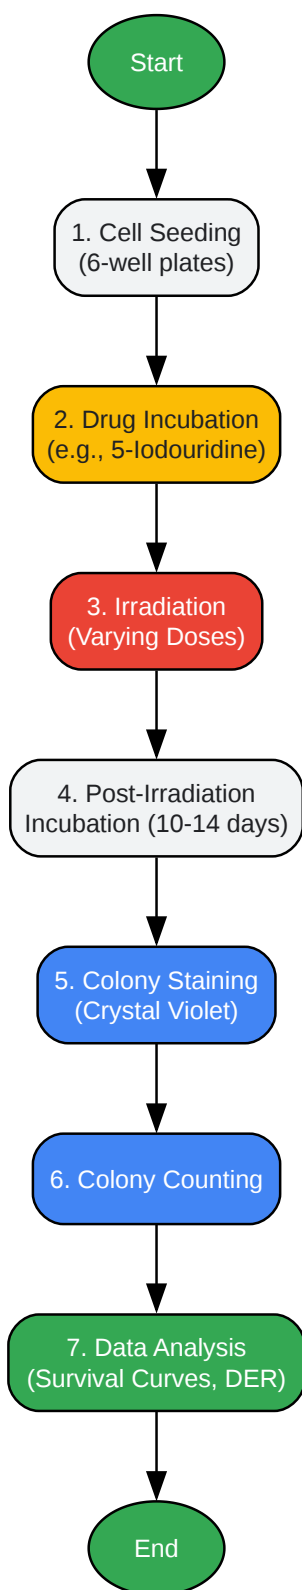 Start
1. Cell Seeding
(6-well plates)
2. Drug Incubation
(e.g., 5-Iodouridine)
3. Irradiation
(Varying Doses)
4. Post-Irradiation
Incubation (10-14 days)
5. Colony Staining
(Crystal Violet)
6. Colony Counting
7. Data Analysis
(Survival Curves, DER)
End